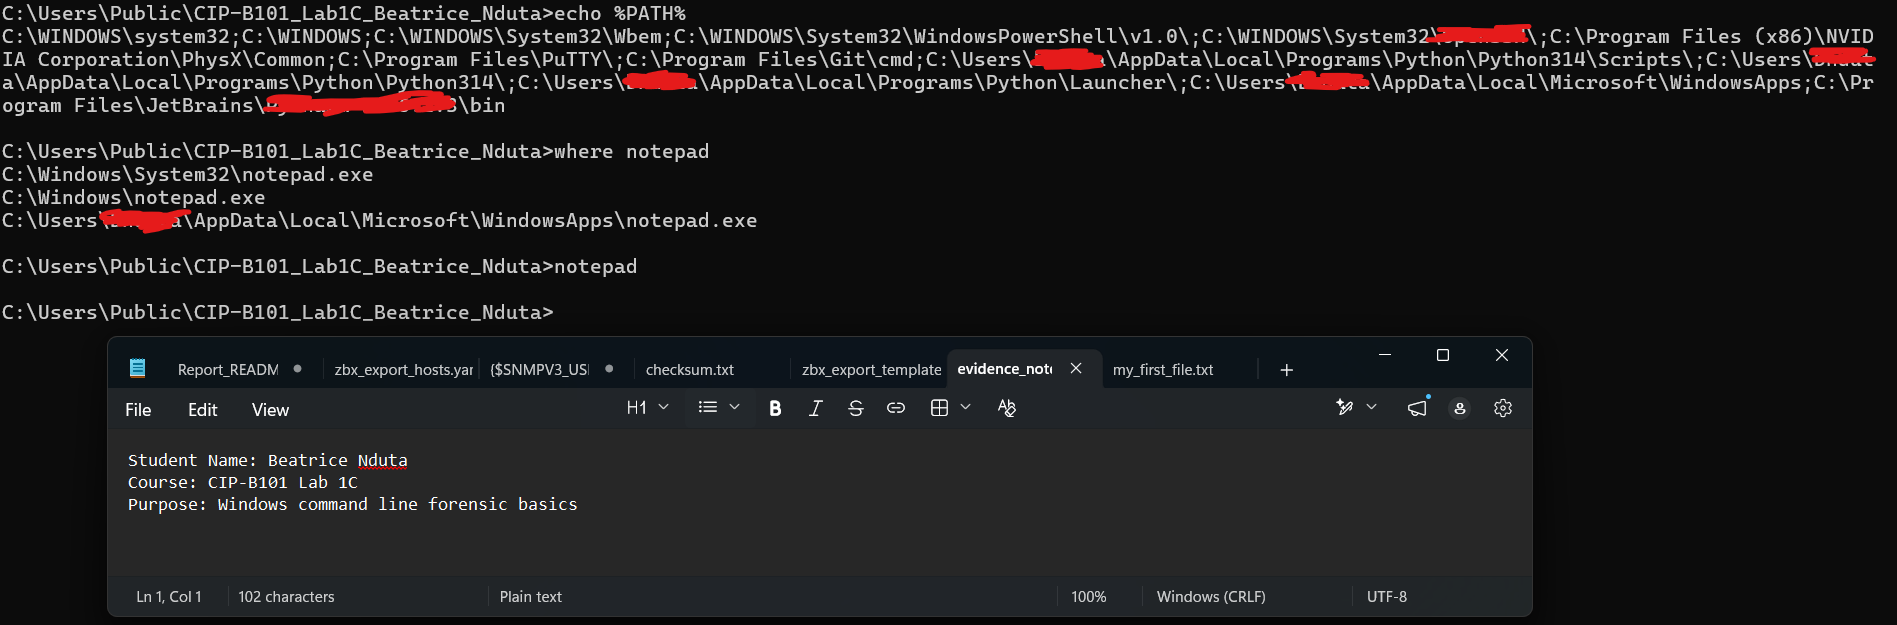 C:\Users\Public\CIP-B101_Lab1C_Beatrice_Nduta>echo %PATH%
C:\WINDOWS\system32;C:\WINDOWS;C:\WINDOWS\System32\Wbem;C:\WINDOWS\System32\WindowsPowerShell\v1.0\;C:\WINDOWS\System32\ \;C:\Program Files (x86)\NVID
IA Corporation\PhysX\Common;C:\Program Files\PuTTY\;C:\Program Files\Git\cmd;C:\Users\ \AppData\Local\Programs\Python\Python314\Scripts\;C:\Users\
a\AppData\Local\Programs\Python\Python314\;C:\Users\ a\AppData\Local\Programs\Python\Launcher\;C:\Users\ a\AppData\Local\Microsoft\WindowsApps;C:\Pr
ogram Files\JetBrains\ \bin
C:\Users\Public\CIP-B101_Lab1C_Beatrice_Nduta>where notepad
C:\Windows\System32\notepad.exe
C:\Windows\notepad.exe
C:\Users\ a\AppData\Local\Microsoft\WindowsApps\notepad.exe
C:\Users\Public\CIP-B101_Lab1C_Beatrice_Nduta>notepad
C:\Users\Public\CIP-B101_Lab1C_Beatrice_Nduta>
Report_READM zbx_export_hosts.yar {$SNMPV3_USI checksum.txt zbx_export_template evidence_note my_first_file.txt
File Edit View H1
Student Name: Beatrice Nduta
Course: CIP-B101 Lab 1C
Purpose: Windows command line forensic basics
Ln 1, Col 1 102 characters Plain text 100% Windows (CRLF) UTF-8